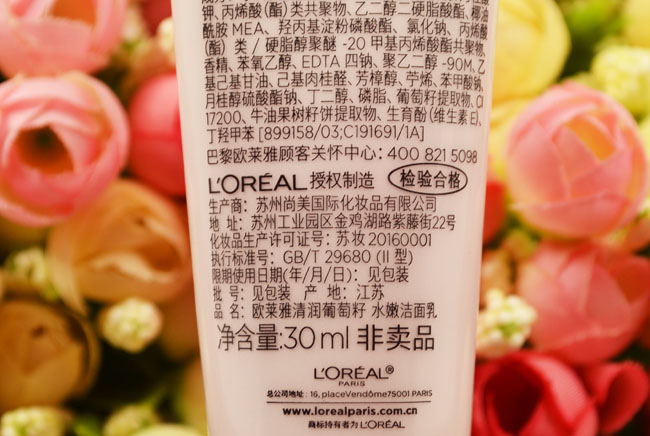 钾、丙烯酸(酯)类共聚物、乙二醇二硬脂酸酯、椰油
酰胺 MEA、羟丙基淀粉磷酸酯、氯化钠、丙烯酸
(酯)类 / 硬脂醇聚醚 -20 甲基丙烯酸酯共聚物、
香精、苯氧乙醇、EDTA 四钠、聚乙二醇 -90M、乙
基己基甘油、己基肉桂醛、芳樟醇、苧烯、苯甲酸钠、
月桂醇硫酸酯钠、丁二醇、磷脂、葡萄籽提取物、CI
17200、牛油果树籽饼提取物、生育酚(维生素 E)、
丁羟甲苯 [899158/03;C191691/1A]
巴黎欧莱雅顾客关怀中心: 400 821 5098
L'ORÉAL 授权制造 检验合格
生产商: 苏州尚美国际化妆品有限公司
地 址: 苏州工业园区金鸡湖路紫藤街22号
化妆品生产许可证号: 苏妆 20160001
执行标准号: GB/T 29680 (II 型)
限期使用日期(年/月/日): 见包装
批 号: 见包装 产 地: 江苏
品 名: 欧莱雅清润葡萄籽 水嫩洁面乳
净含量:30ml 非卖品
L'ORÉAL®
PARIS
总公司地址: 16, placeVendôme75001 PARIS
www.lorealparis.com.cn
商标持有者为 L'ORÉAL